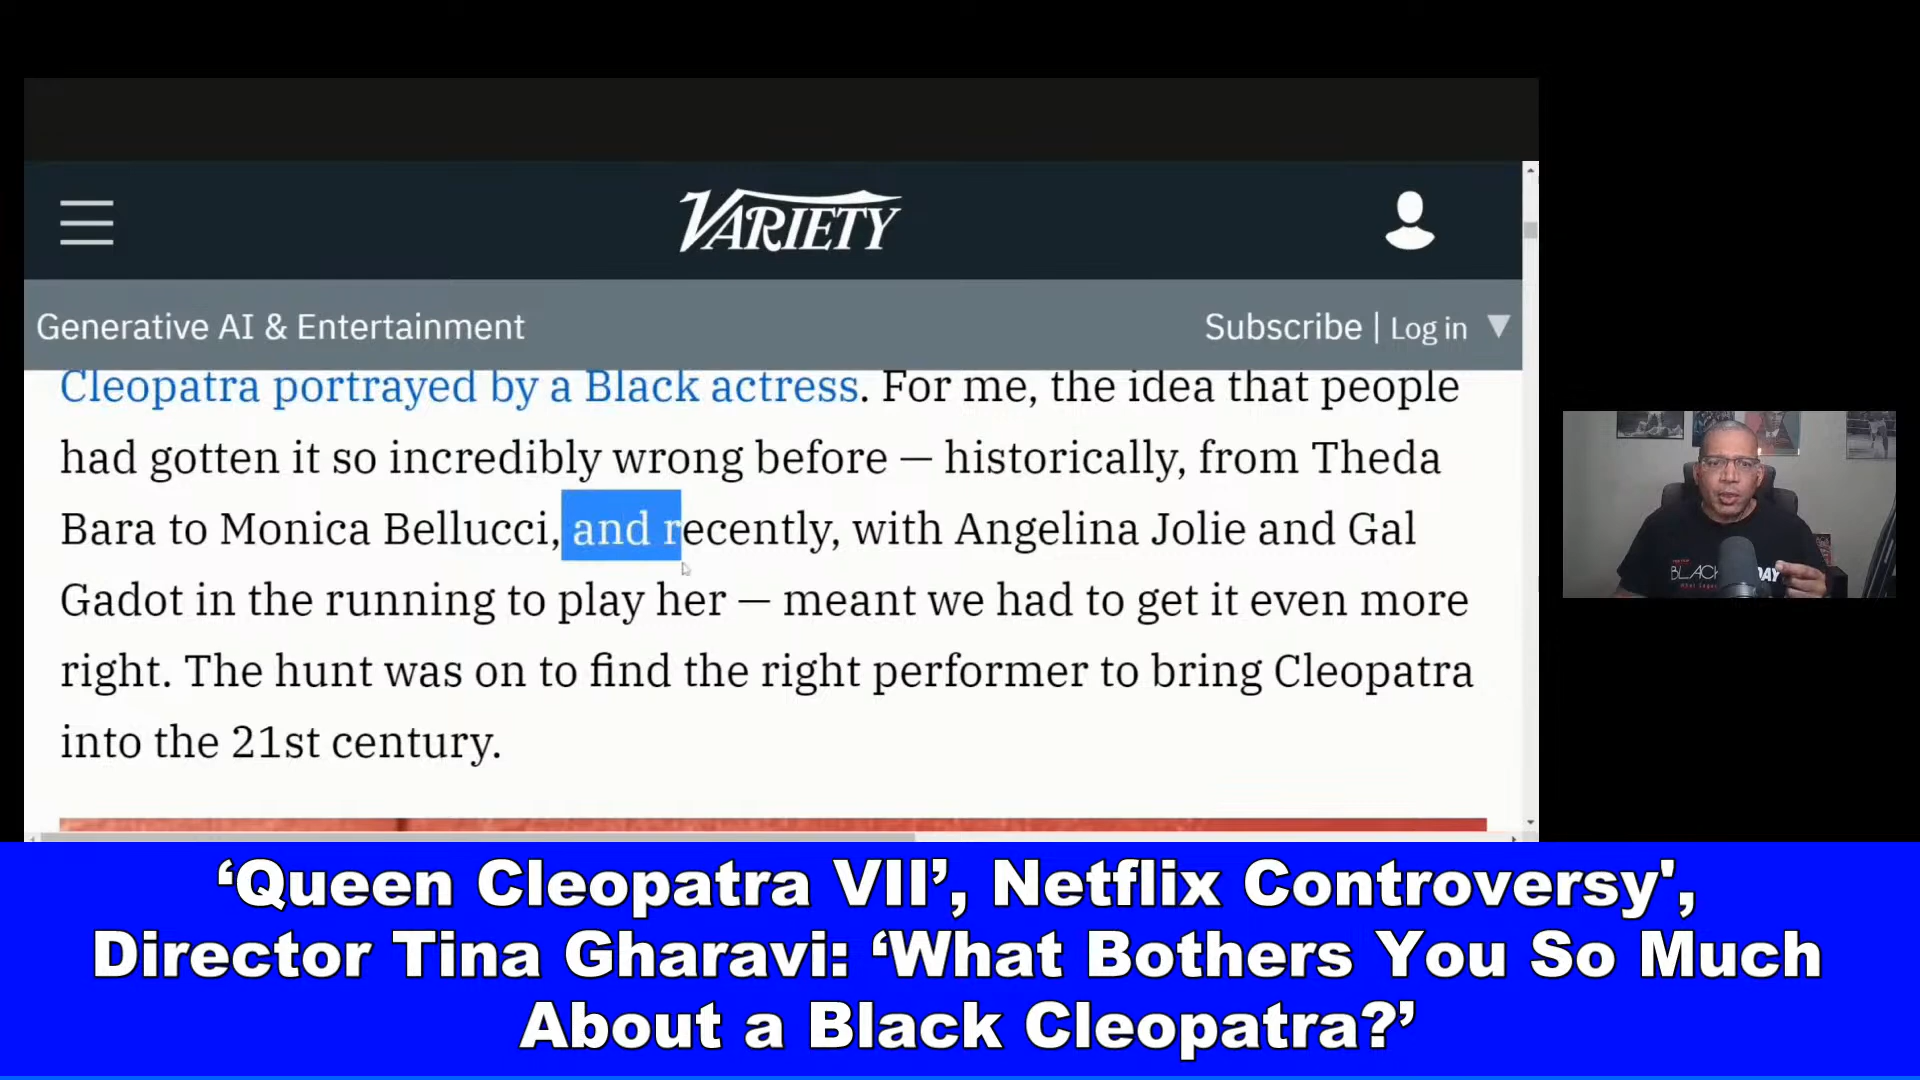 VARIETY
Generative AI & Entertainment
Subscribe | Log in ▼
Cleopatra portrayed by a Black actress. For me, the idea that people
had gotten it so incredibly wrong before — historically, from Theda
Bara to Monica Bellucci, and recently, with Angelina Jolie and Gal
Gadot in the running to play her — meant we had to get it even more
right. The hunt was on to find the right performer to bring Cleopatra
into the 21st century.
‘Queen Cleopatra VII’, Netflix Controversy',
Director Tina Gharavi: ‘What Bothers You So Much
About a Black Cleopatra?’